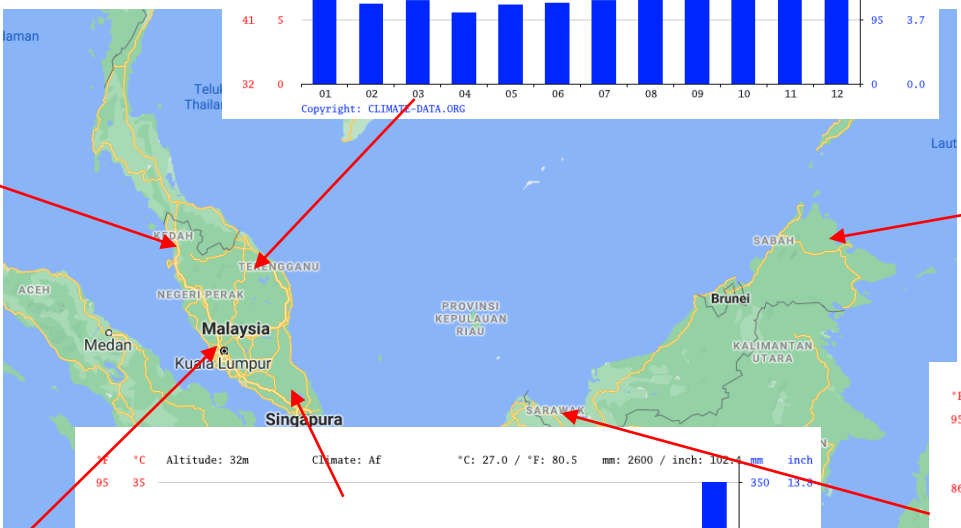 41 5 95 3.7
32 0 0 0.0
01 02 03 04 05 06 07 08 09 10 11 12
Copyright: CLIMATE-DATA.ORG
daman
Teluk
Thaila
Laut
KEDAH
TERENGGANU
SABAH
ACEH
NEGERI PERAK
Brunei
PROVINSI
KEPULAUAN
RIAU
Malaysia
Medan
Kuala Lumpur
KALIMANTAN
UTARA
SARAWAK
Singapura
N
°F °C Altitude: 32m Climate: Af °C: 27.0 / °F: 80.5 mm: 2600 / inch: 102.4 mm inch
95 35 350 13.8
°F
95
86